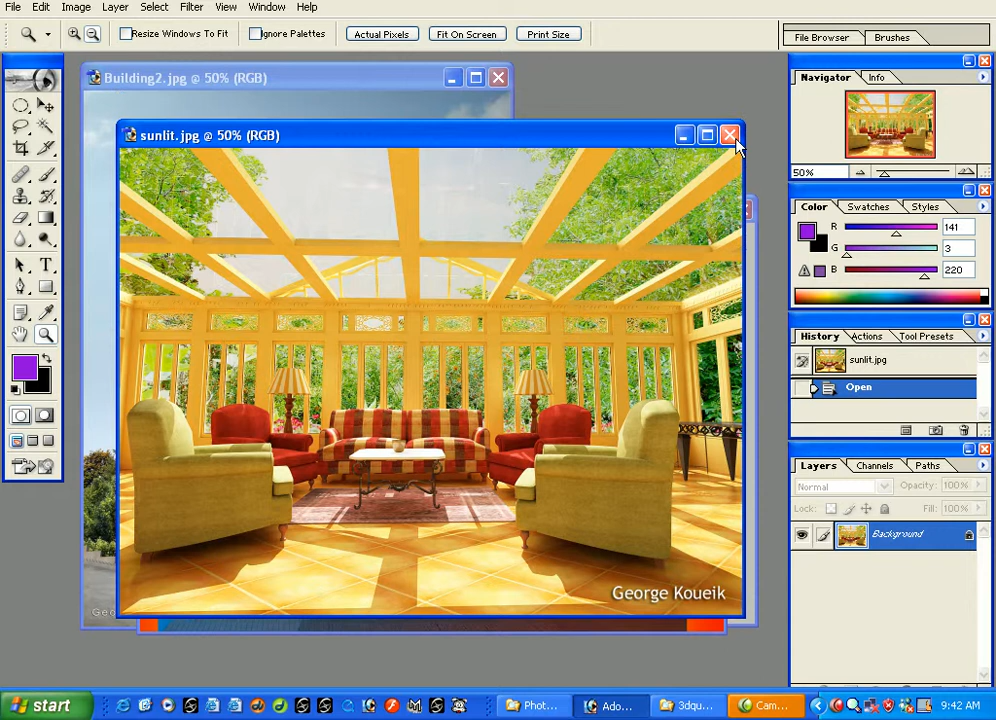 File Edit Image Layer Select Filter View Window Help
Resize Windows To Fit Ignore Palettes Actual Pixels Fit On Screen Print Size File Browser Brushes
Building2.jpg @ 50% (RGB)
sunlit.jpg @ 50% (RGB)
George Koueik
Geo
Navigator Info
50%
Color Swatches Styles
R 141
G 3
B 220
History Actions Tool Presets
sunlit.jpg
Open
Layers Channels Paths
Normal Opacity: 100%
Lock: Fill: 100%
Background
start Phot... Ado... 3dqu... Cam... 9:42 AM